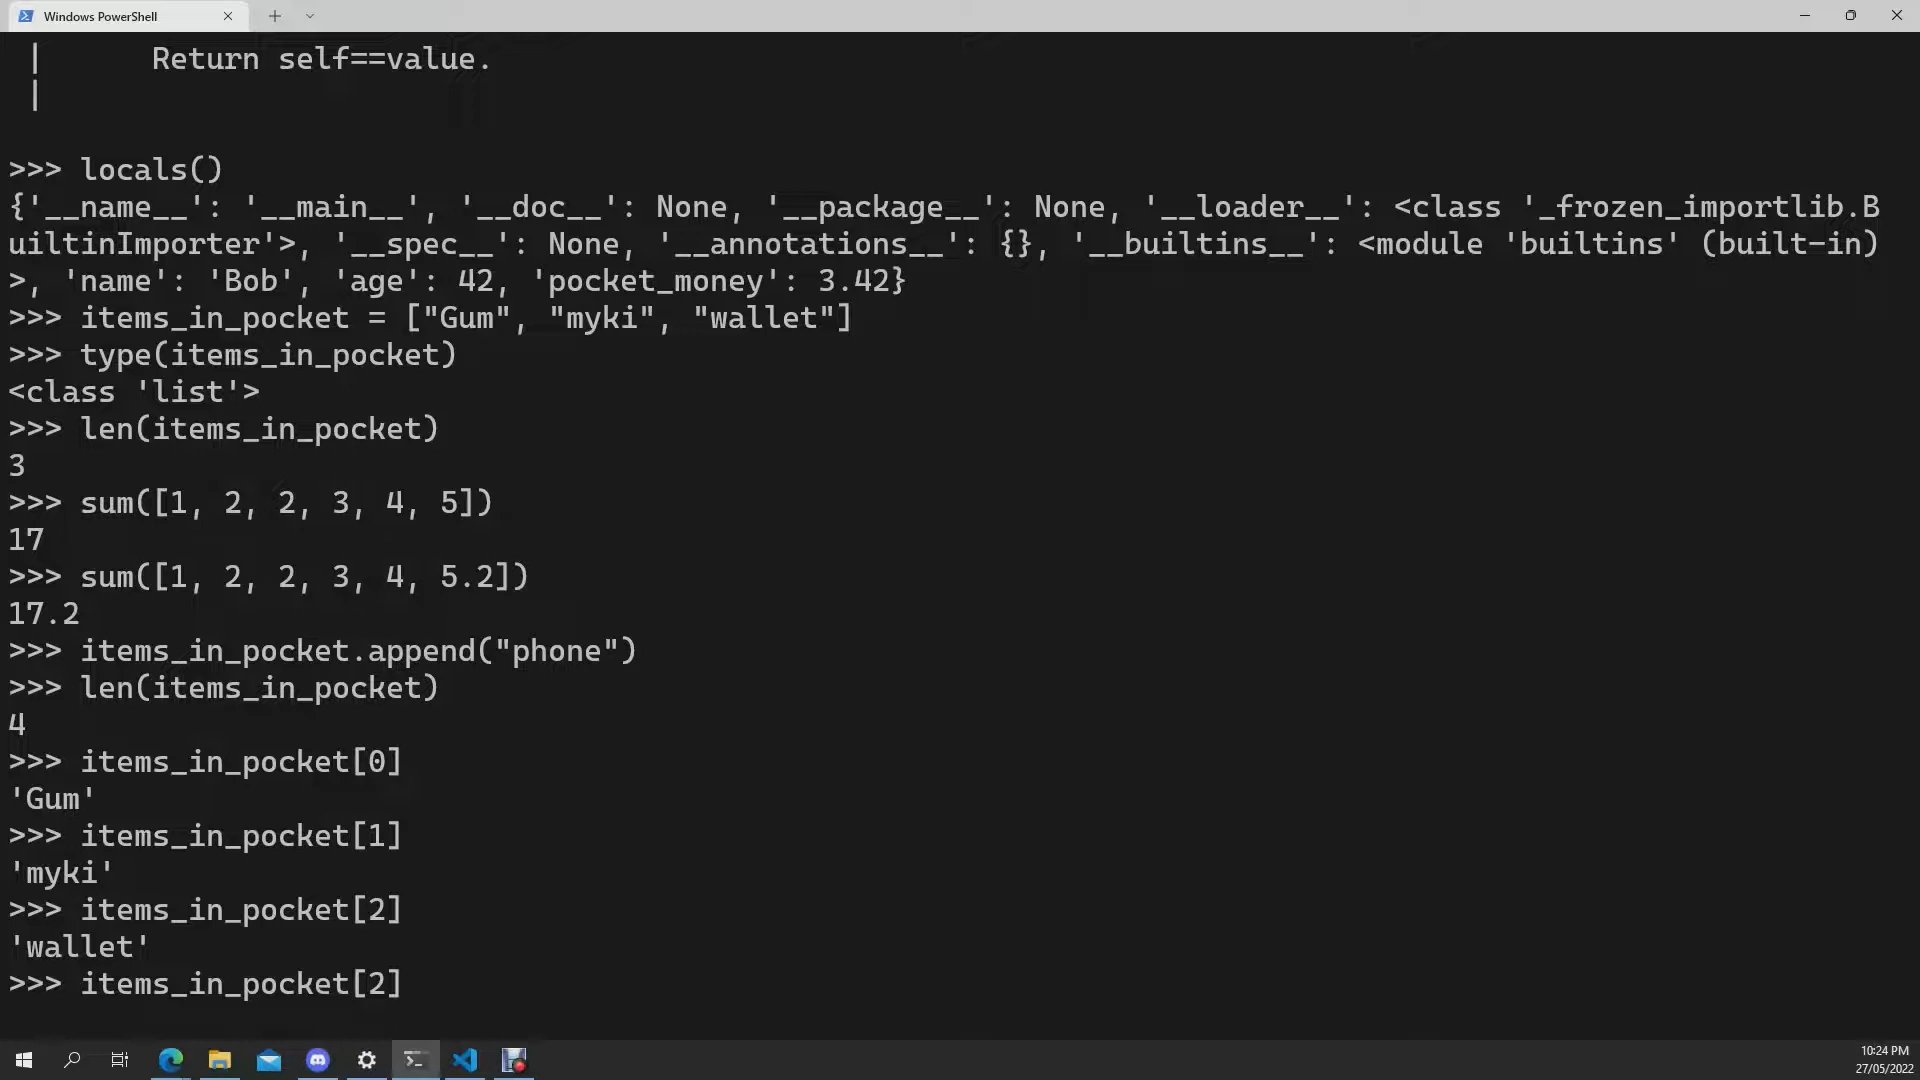 Windows PowerShell
|      Return self==value.
|
>>> locals()
{'__name__': '__main__', '__doc__': None, '__package__': None, '__loader__': <class '_frozen_importlib.B
uiltinImporter'>, '__spec__': None, '__annotations__': {}, '__builtins__': <module 'builtins' (built-in)
>, 'name': 'Bob', 'age': 42, 'pocket_money': 3.42}
>>> items_in_pocket = ["Gum", "myki", "wallet"]
>>> type(items_in_pocket)
<class 'list'>
>>> len(items_in_pocket)
3
>>> sum([1, 2, 2, 3, 4, 5])
17
>>> sum([1, 2, 2, 3, 4, 5.2])
17.2
>>> items_in_pocket.append("phone")
>>> len(items_in_pocket)
4
>>> items_in_pocket[0]
'Gum'
>>> items_in_pocket[1]
'myki'
>>> items_in_pocket[2]
'wallet'
>>> items_in_pocket[2]
10:24 PM
27/05/2022